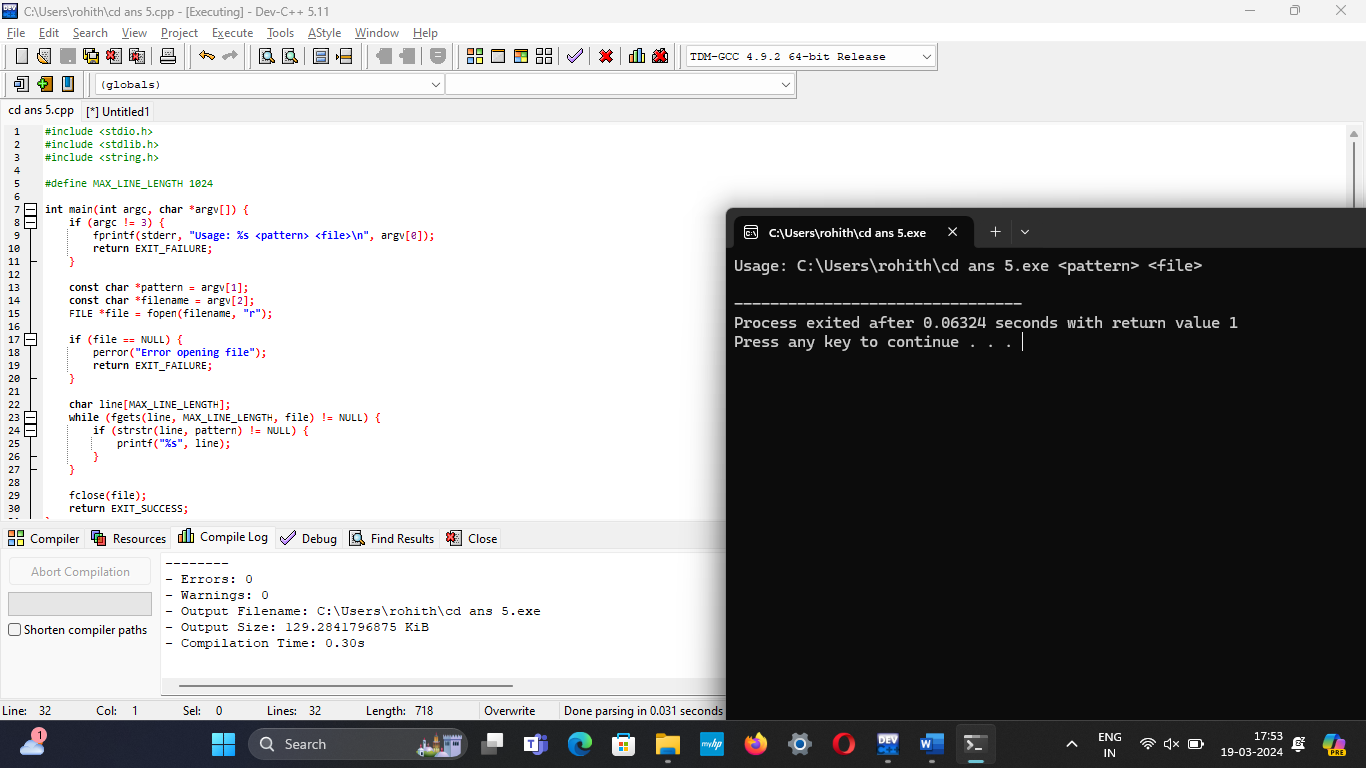 C:\Users\rohith\cd ans 5.cpp - [Executing] - Dev-C++ 5.11
File Edit Search View Project Execute Tools AStyle Window Help
TDM-GCC 4.9.2 64-bit Release
(globals)
cd ans 5.cpp [*] Untitled1
1 #include <stdio.h>
2 #include <stdlib.h>
3 #include <string.h>
4
5 #define MAX_LINE_LENGTH 1024
6
7 int main(int argc, char *argv[]) {
8 if (argc != 3) {
9 fprintf(stderr, "Usage: %s <pattern> <file>\n", argv[0]);
10 return EXIT_FAILURE;
11 }
12
13 const char *pattern = argv[1];
14 const char *filename = argv[2];
15 FILE *file = fopen(filename, "r");
16
17 if (file == NULL) {
18 perror("Error opening file");
19 return EXIT_FAILURE;
20 }
21
22 char line[MAX_LINE_LENGTH];
23 while (fgets(line, MAX_LINE_LENGTH, file) != NULL) {
24 if (strstr(line, pattern) != NULL) {
25 printf("%s", line);
26 }
27 }
28
29 fclose(file);
30 return EXIT_SUCCESS;
C:\Users\rohith\cd ans 5.exe
Usage: C:\Users\rohith\cd ans 5.exe <pattern> <file>
--------------------------------
Process exited after 0.06324 seconds with return value 1
Press any key to continue . . .
Compiler Resources Compile Log Debug Find Results Close
Abort Compilation
Shorten compiler paths
--------
- Errors: 0
- Warnings: 0
- Output Filename: C:\Users\rohith\cd ans 5.exe
- Output Size: 129.2841796875 KiB
- Compilation Time: 0.30s
Line: 32 Col: 1 Sel: 0 Lines: 32 Length: 718 Overwrite Done parsing in 0.031 seconds
1
Search
myhp
DEV
ENG
IN
17:53
19-03-2024
PRE